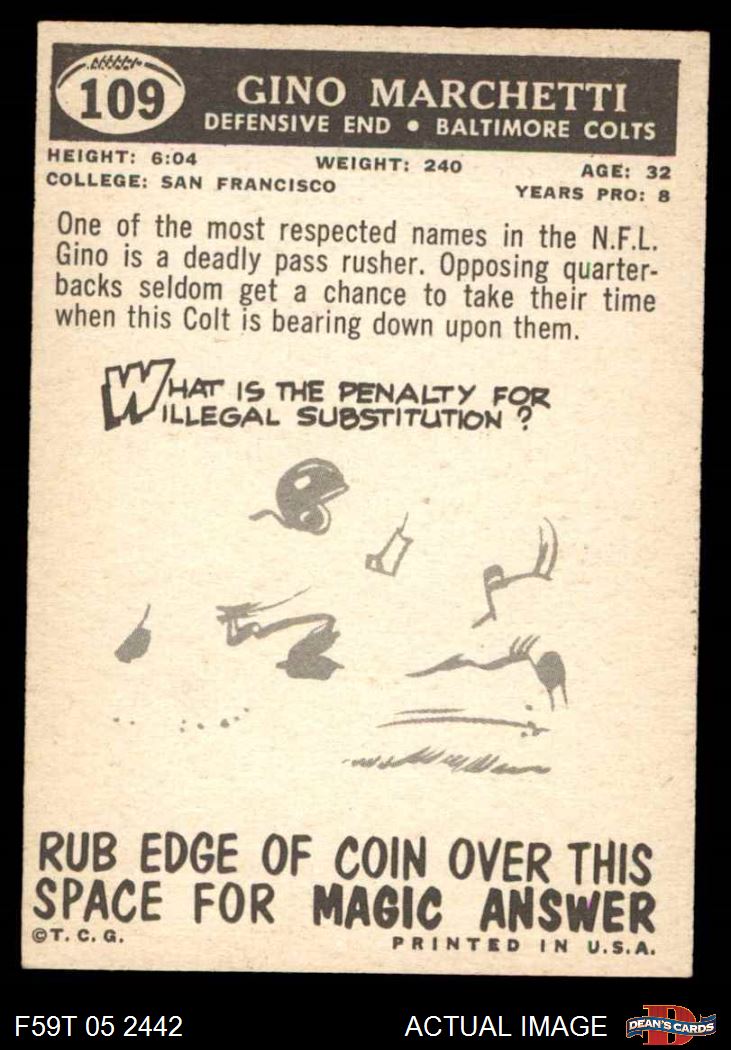 109
GINO MARCHETTI
DEFENSIVE END • BALTIMORE COLTS
HEIGHT: 6:04 WEIGHT: 240 AGE: 32
COLLEGE: SAN FRANCISCO YEARS PRO: 8
One of the most respected names in the N.F.L.
Gino is a deadly pass rusher. Opposing quarter-
backs seldom get a chance to take their time
when this Colt is bearing down upon them.
WHAT IS THE PENALTY FOR
ILLEGAL SUBSTITUTION?
RUB EDGE OF COIN OVER THIS
SPACE FOR MAGIC ANSWER
©T.C.G. PRINTED IN U.S.A.
F59T 05 2442 ACTUAL IMAGE D DEAN'S CARDS